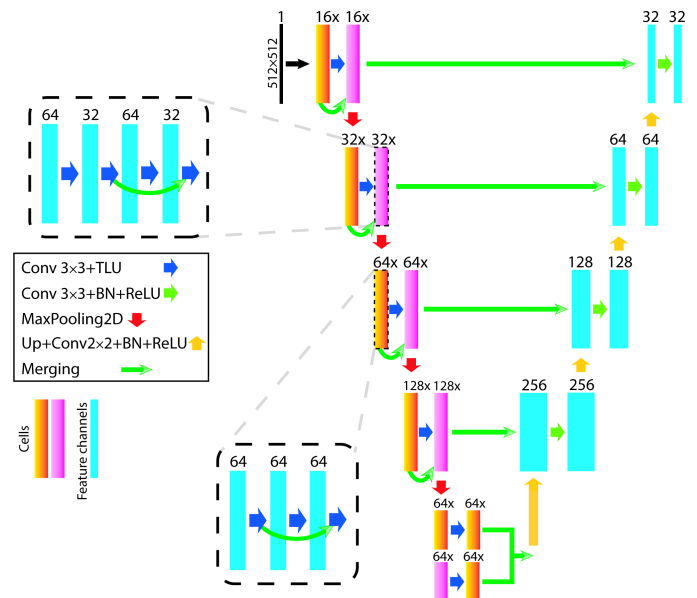 1 16x 16x 32 32
512×512
64 32 64 32
32x 32x 64 64
Conv 3×3+TLU
Conv 3×3+BN+ReLU
MaxPooling2D
Up+Conv2×2+BN+ReLU
Merging
64x 64x 128 128
128x 128x 256 256
Cells
Feature channels
64 64 64
64x 64x
64x 64x